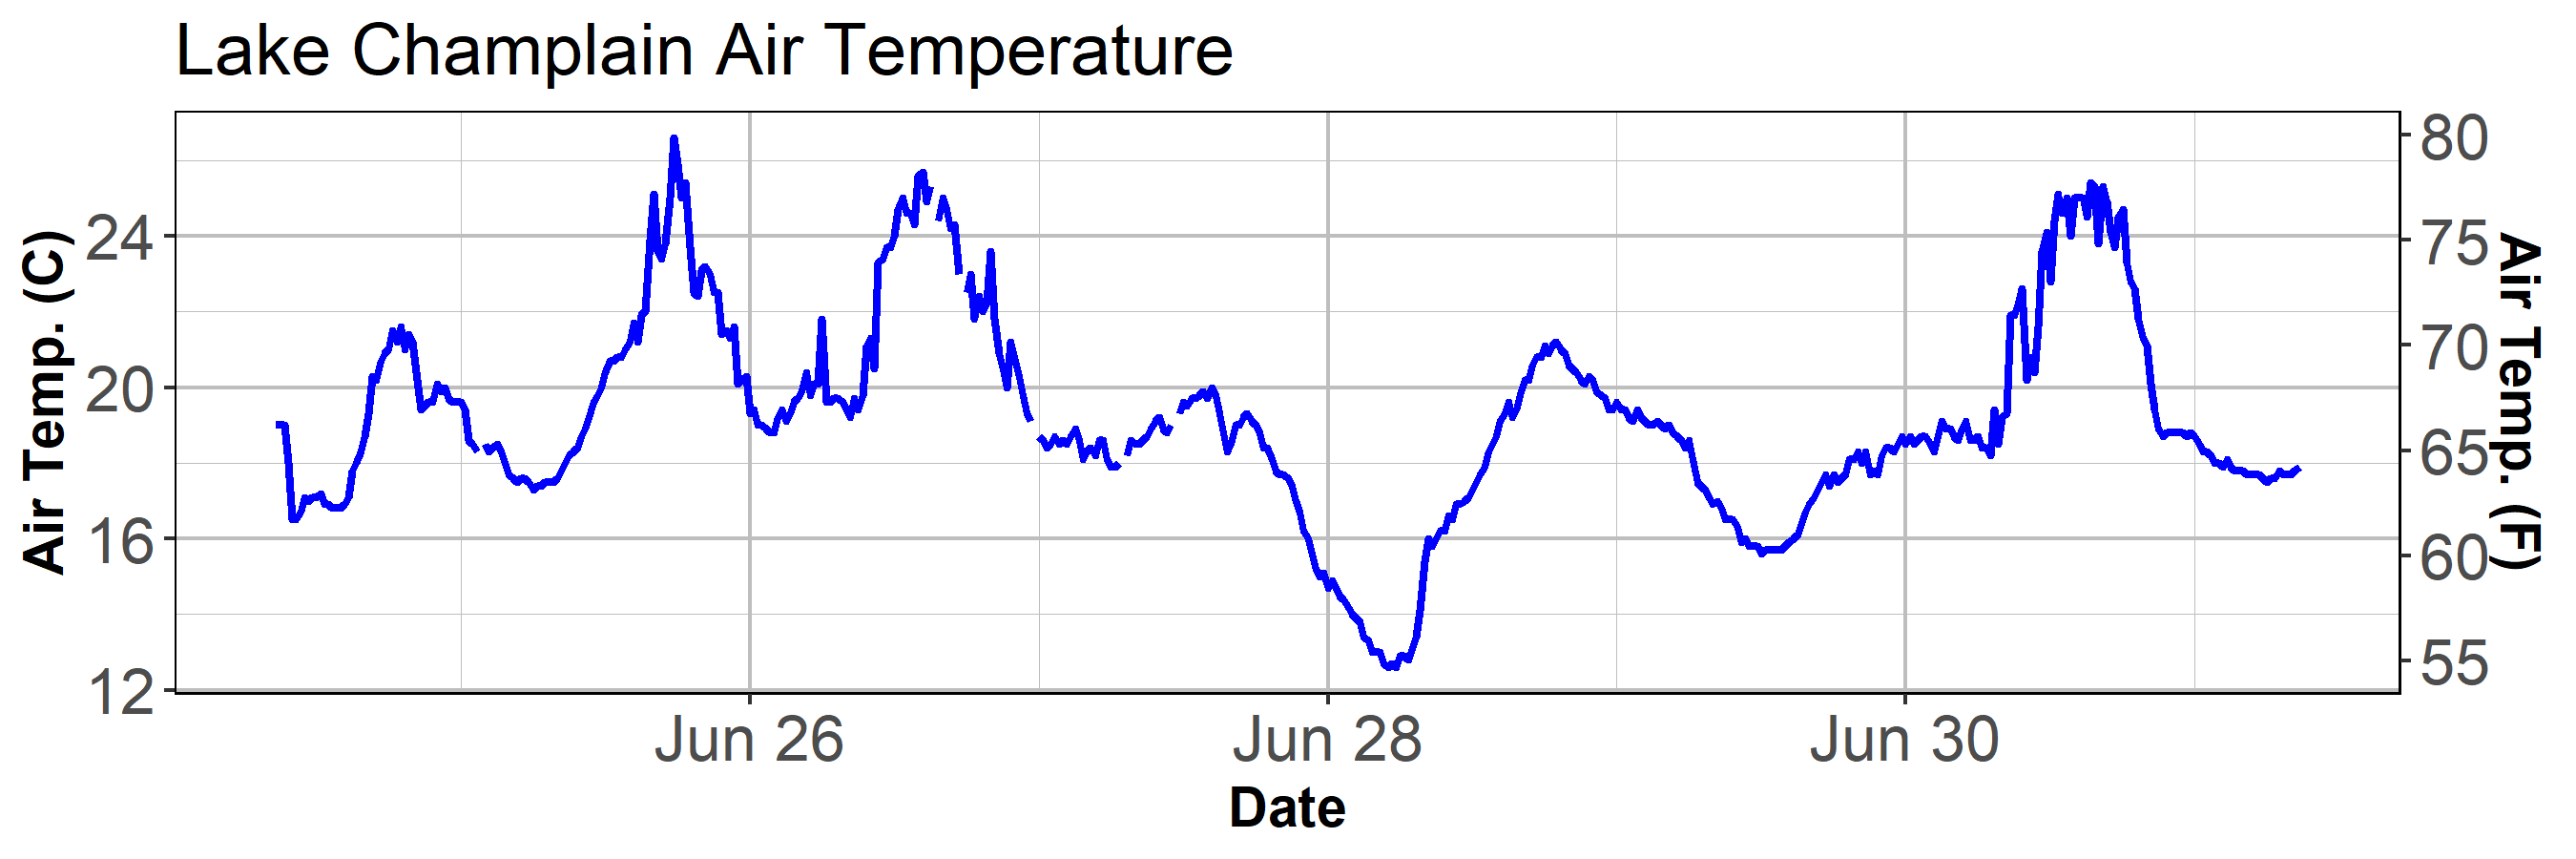 Lake Champlain Air Temperature
Air Temp. (C)
24
20
16
12
80
75
70
65
60
55
Air Temp. (F)
Jun 26
Jun 28
Jun 30
Date